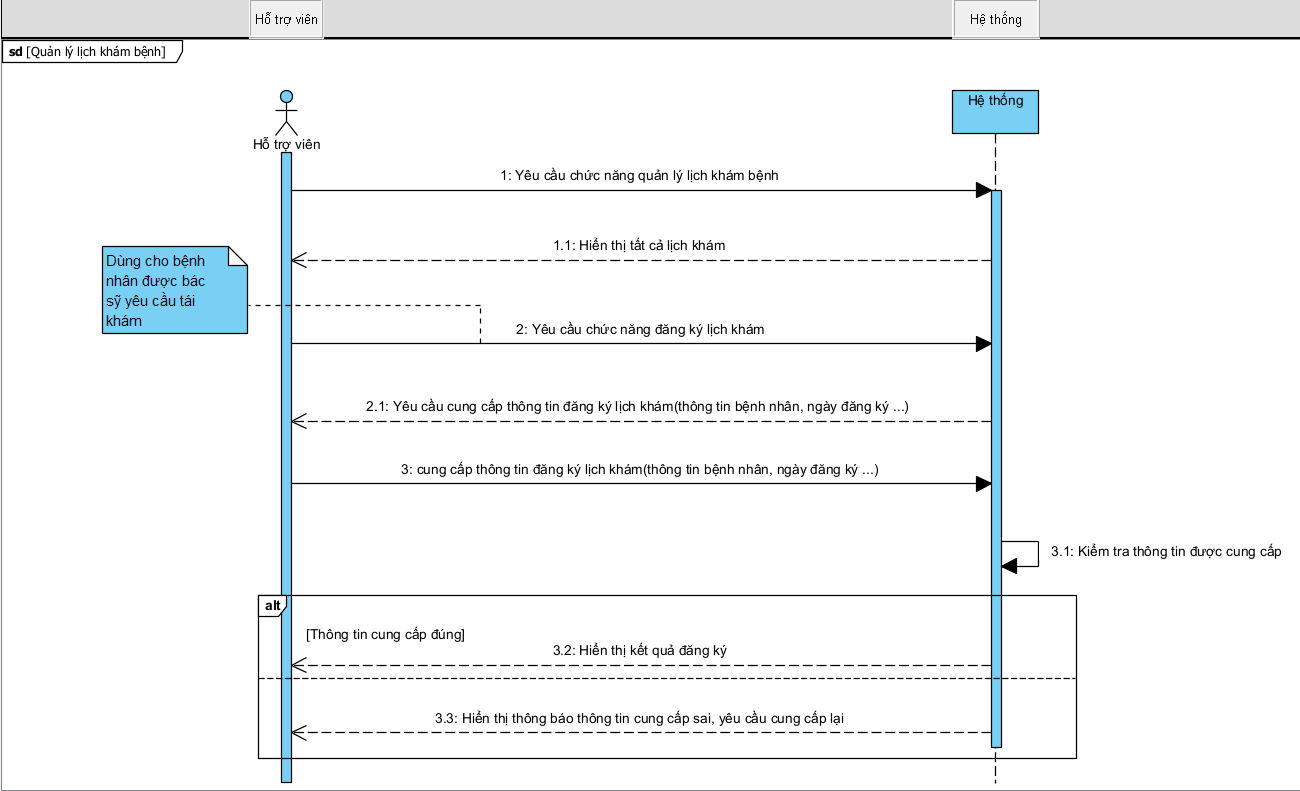 Hỗ trợ viên
Hệ thống
sd [Quản lý lịch khám bệnh]
Hệ thống
Hỗ trợ viên
1: Yêu cầu chức năng quản lý lịch khám bệnh
1.1: Hiển thị tất cả lịch khám
Dùng cho bệnh
nhân được bác
sỹ yêu cầu tái
khám
2: Yêu cầu chức năng đăng ký lịch khám
2.1: Yêu cầu cung cấp thông tin đăng ký lịch khám(thông tin bệnh nhân, ngày đăng ký ...)
3: cung cấp thông tin đăng ký lịch khám(thông tin bệnh nhân, ngày đăng ký ...)
3.1: Kiểm tra thông tin được cung cấp
alt
[Thông tin cung cấp đúng]
3.2: Hiển thị kết quả đăng ký
3.3: Hiển thị thông báo thông tin cung cấp sai, yêu cầu cung cấp lại